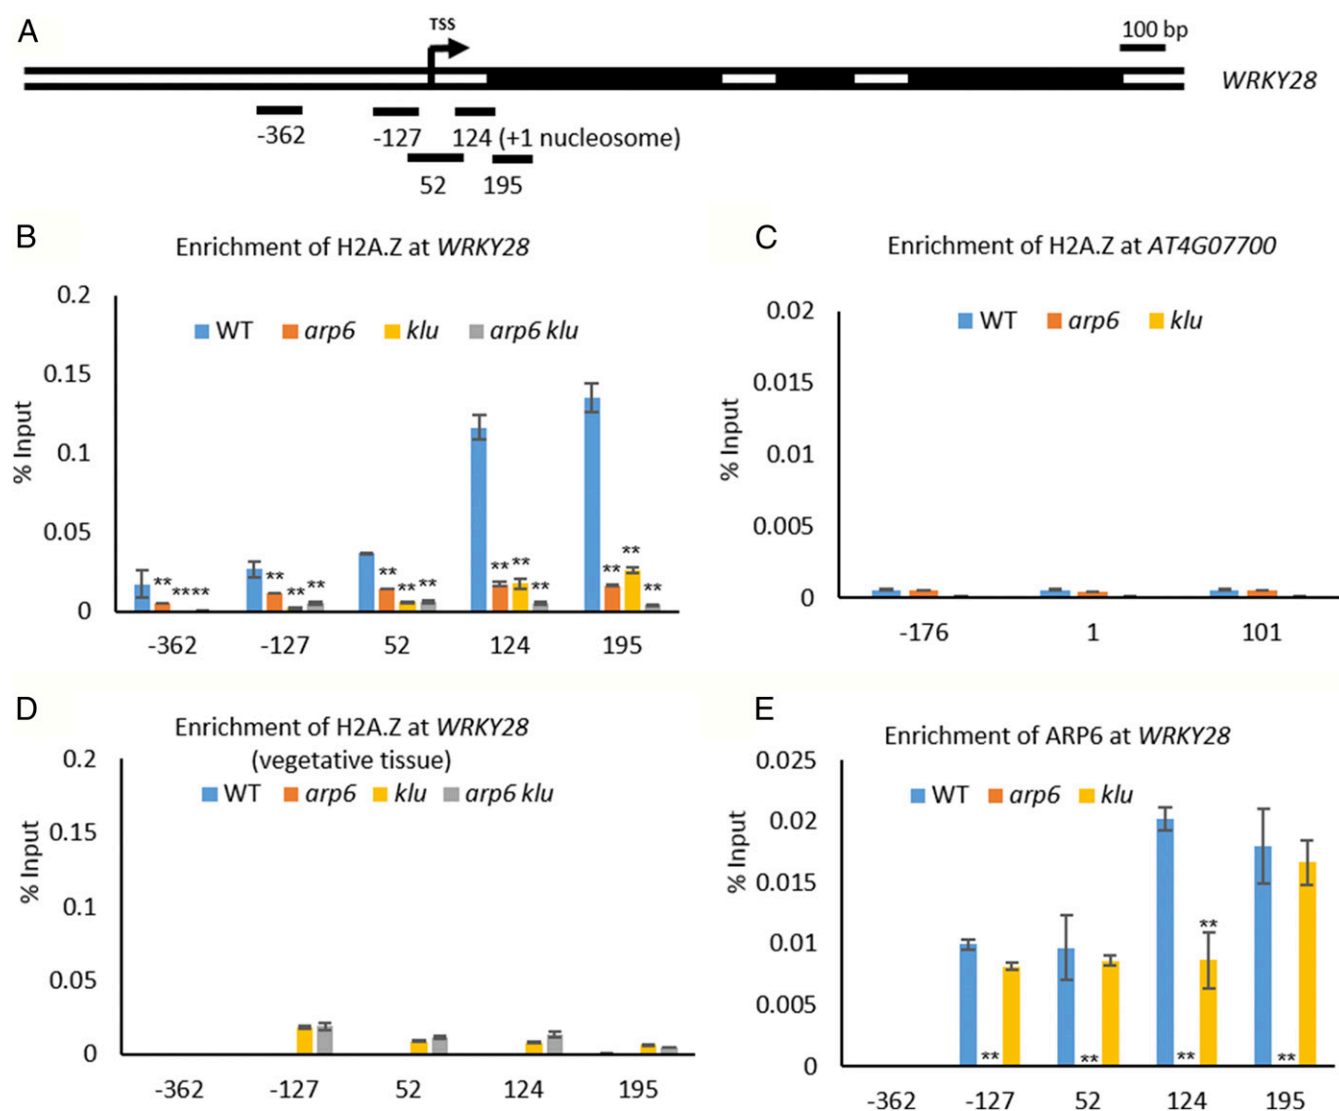 A
TSS
100 bp
WRKY28
-362
-127
124 (+1 nucleosome)
52
195
B
Enrichment of H2A.Z at WRKY28
0.2
WT
arp6
klu
arp6 klu
0.15
% Input
0.1
0.05
**
**
**
**
**
**
**
**
**
****
**
**
**
0
-362
-127
52
124
195
C
Enrichment of H2A.Z at AT4G07700
0.02
WT
arp6
klu
0.015
% Input
0.01
0.005
0
-176
1
101
D
Enrichment of H2A.Z at WRKY28
(vegetative tissue)
0.2
WT
arp6
klu
arp6 klu
0.15
% Input
0.1
0.05
0
-362
-127
52
124
195
E
Enrichment of ARP6 at WRKY28
0.025
WT
arp6
klu
0.02
% Input
0.015
0.01
**
0.005
**
**
**
**
0
-362
-127
52
124
195